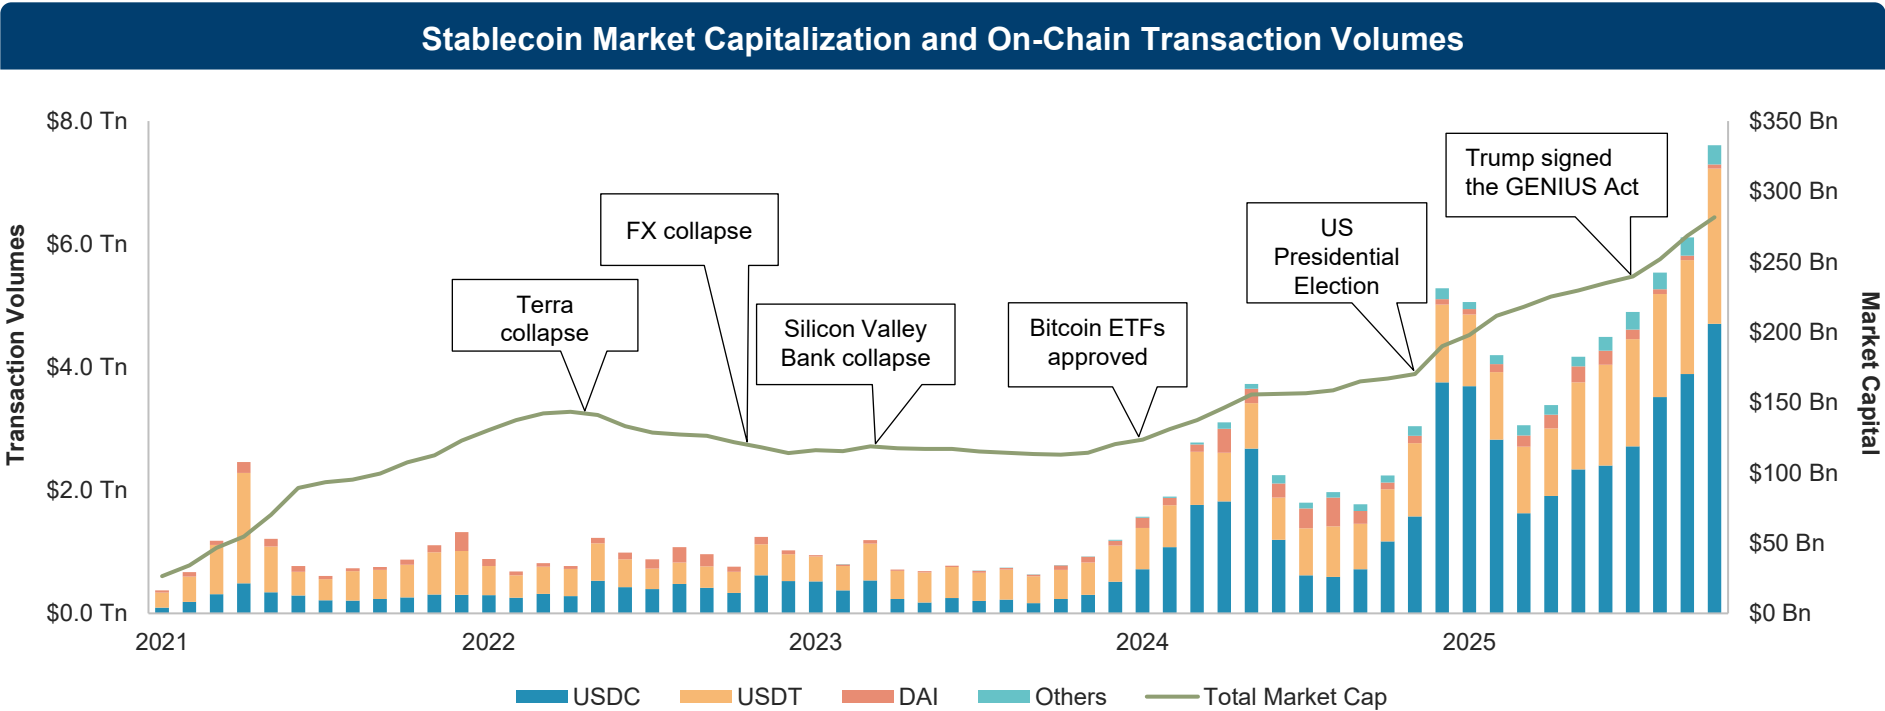 Stablecoin Market Capitalization and On-Chain Transaction Volumes
$8.0 Tn
$6.0 Tn
$4.0 Tn
$2.0 Tn
$0.0 Tn
Transaction Volumes
$350 Bn
$300 Bn
$250 Bn
$200 Bn
$150 Bn
$100 Bn
$50 Bn
$0 Bn
Market Capital
Terra
collapse
FX collapse
Silicon Valley
Bank collapse
Bitcoin ETFs
approved
US
Presidential
Election
Trump signed
the GENIUS Act
2021
2022
2023
2024
2025
USDC
USDT
DAI
Others
Total Market Cap